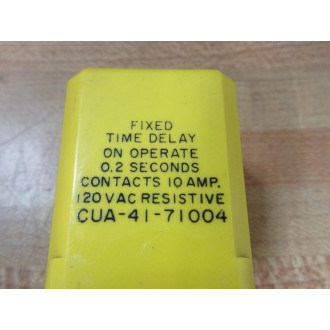 FIXED
TIME DELAY
ON OPERATE
0.2 SECONDS
CONTACTS 10 AMP.
120 VAC RESISTIVE
CUA-41-71004